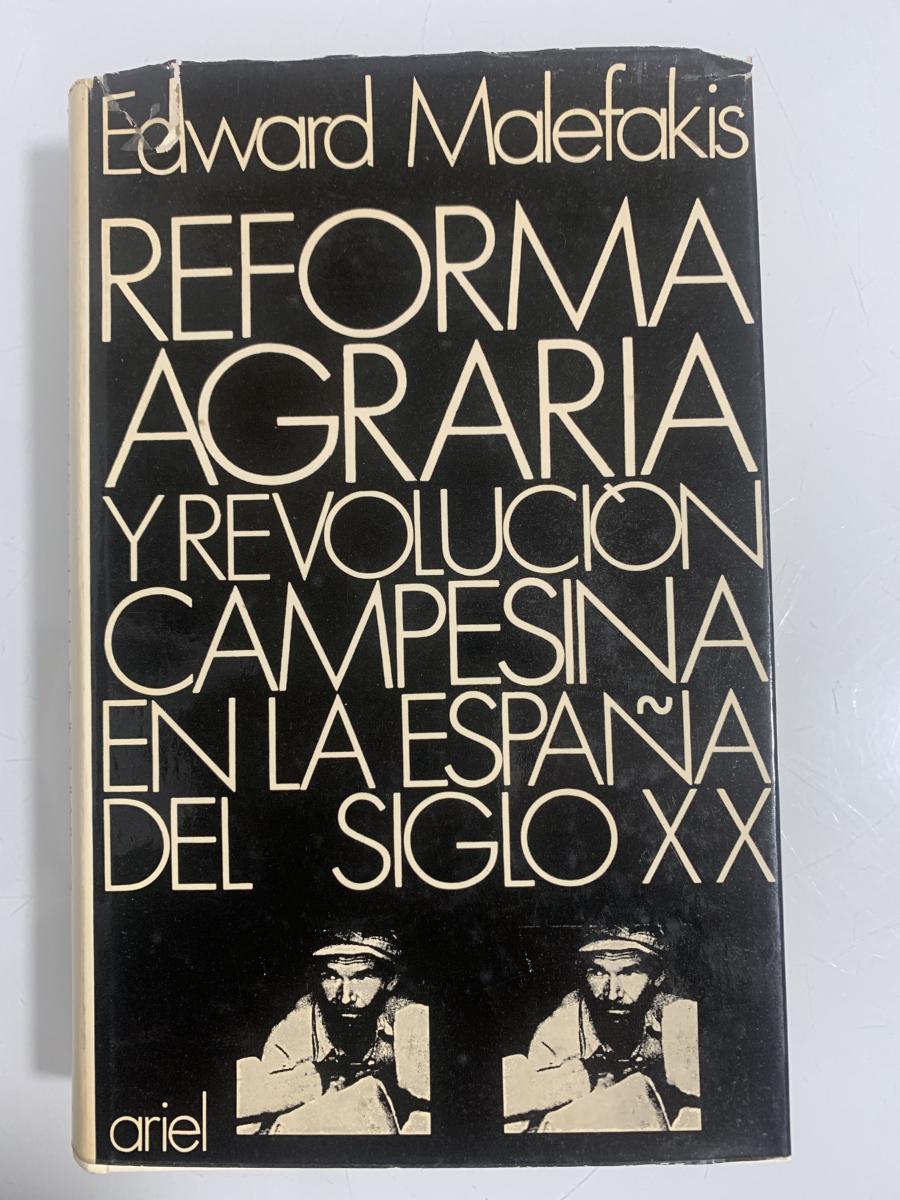 Edward Malefakis
REFORMA
AGRARIA
Y REVOLUCIÓN
CAMPESINA
EN LA ESPAÑA
DEL SIGLO XX
ariel